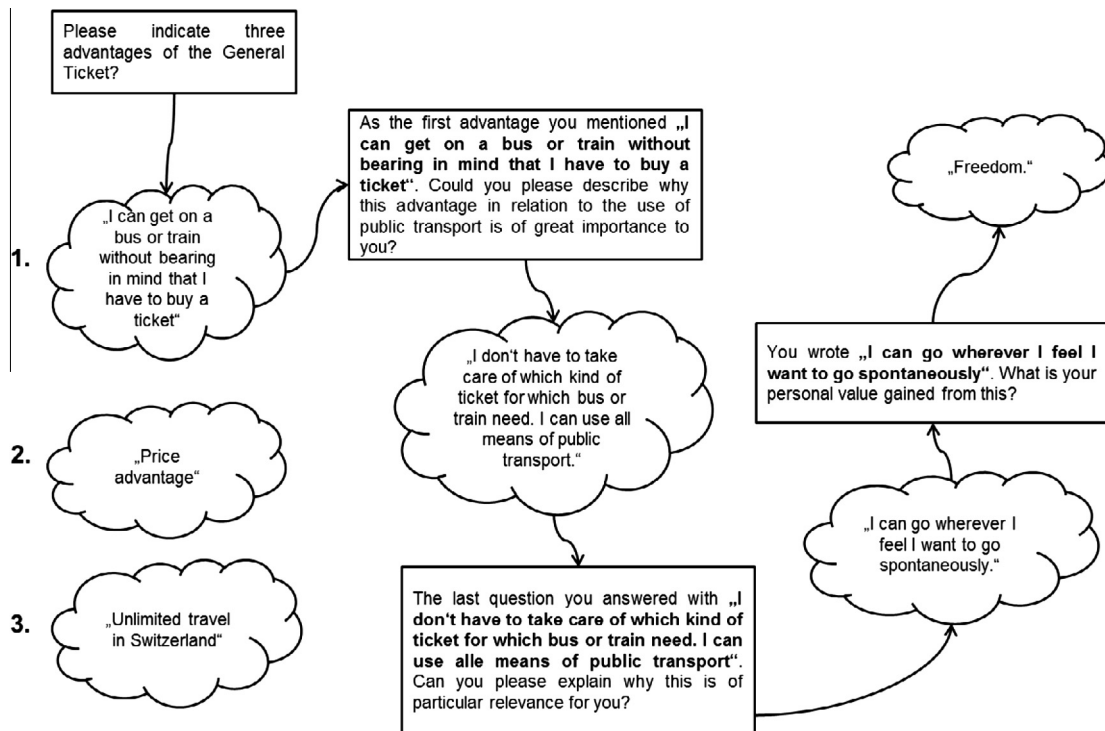 Please indicate three
advantages of the General
Ticket?
1.
„I can get on a
bus or train
without bearing
in mind that I
have to buy a
ticket“
2.
„Price
advantage“
3.
„Unlimited travel
in Switzerland“
As the first advantage you mentioned „I
can get on a bus or train without
bearing in mind that I have to buy a
ticket“. Could you please describe why
this advantage in relation to the use of
public transport is of great importance to
you?
„I don‘t have to take
care of which kind of
ticket for which bus or
train need. I can use all
means of public
transport.“
The last question you answered with „I
don‘t have to take care of which kind of
ticket for which bus or train need. I can
use alle means of public transport“.
Can you please explain why this is of
particular relevance for you?
„I can go wherever I
feel I want to go
spontaneously.“
You wrote „I can go wherever I feel I
want to go spontaneously“. What is your
personal value gained from this?
„Freedom.“